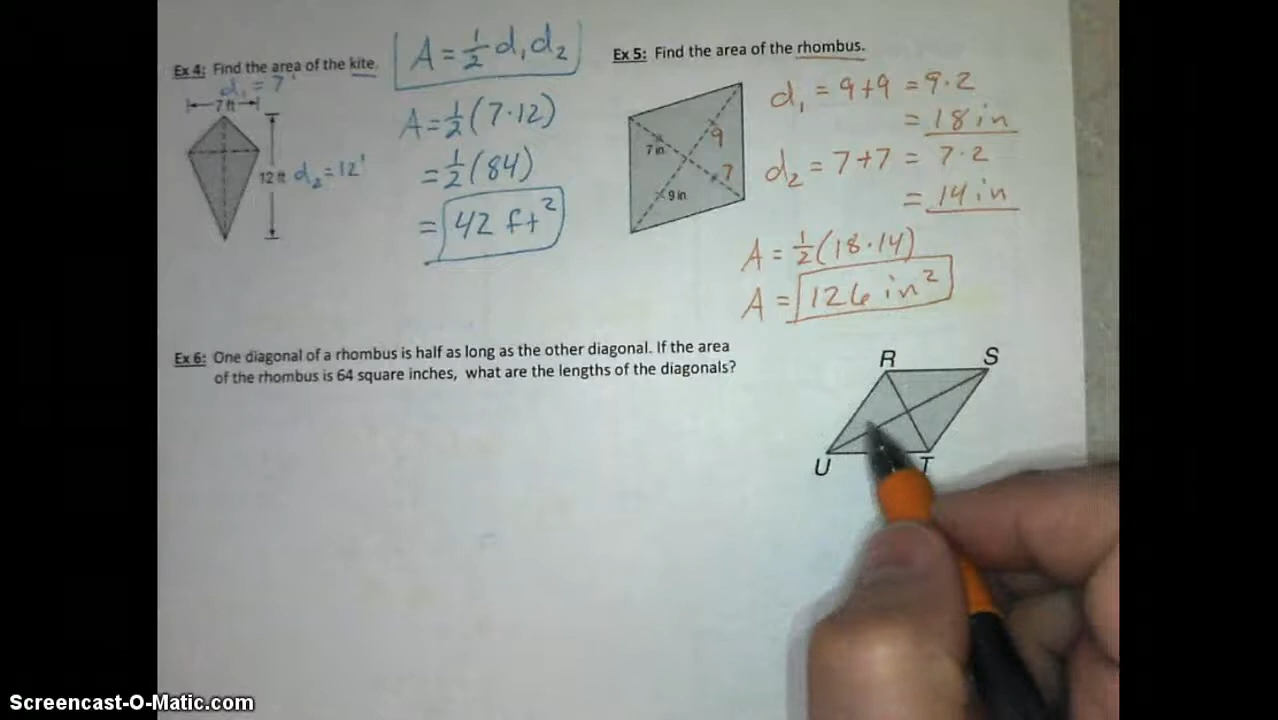 Ex 4: Find the area of the kite.
d₁ = 7'
7 ft
12 ft d₂ = 12'
A = ½ d₁d₂
A = ½(7·12)
= ½(84)
= 42 ft²
Ex 5: Find the area of the rhombus.
7 in
9
7
9 in
d₁ = 9+9 = 9·2
= 18 in
d₂ = 7+7 = 7·2
= 14 in
A = ½(18·14)
A = 126 in²
Ex 6: One diagonal of a rhombus is half as long as the other diagonal. If the area
of the rhombus is 64 square inches, what are the lengths of the diagonals?
R S
U T
Screencast-O-Matic.com